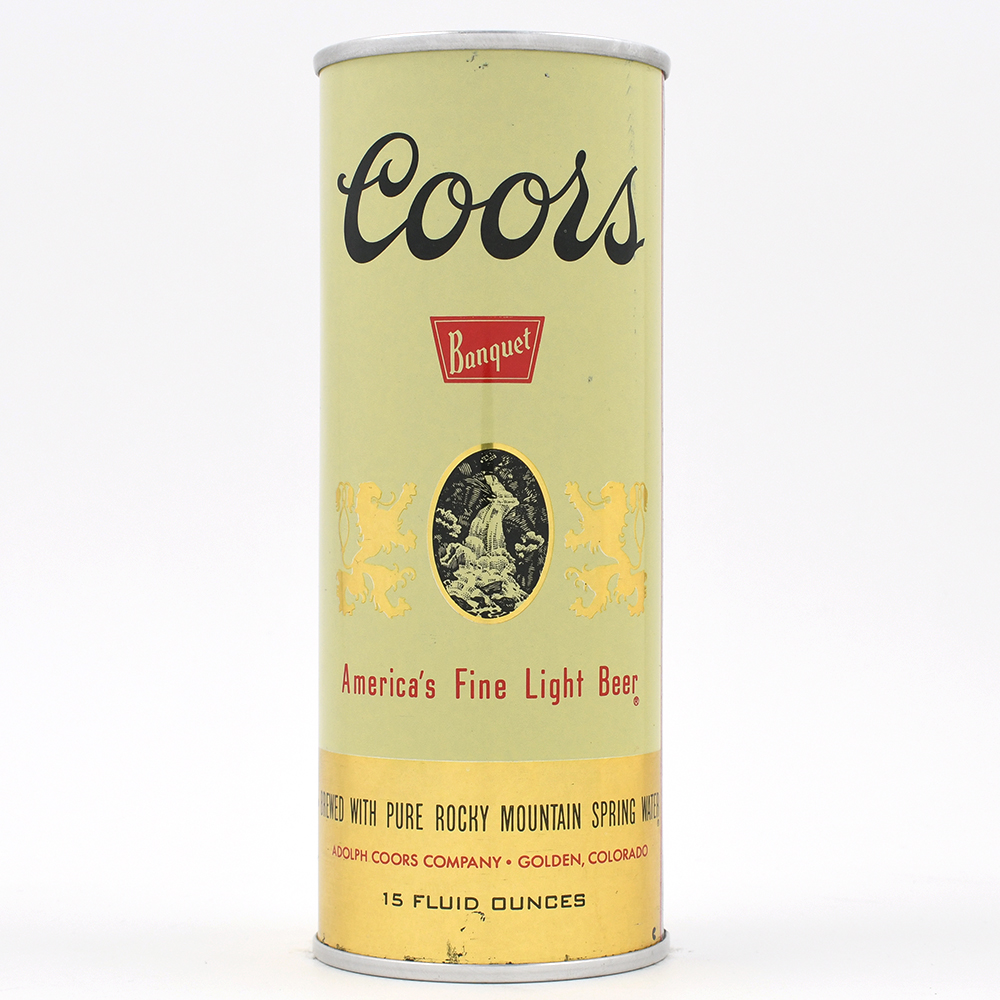 Coors
Banquet
America's Fine Light Beer®
BREWED WITH PURE ROCKY MOUNTAIN SPRING WATER
ADOLPH COORS COMPANY • GOLDEN, COLORADO
15 FLUID OUNCES